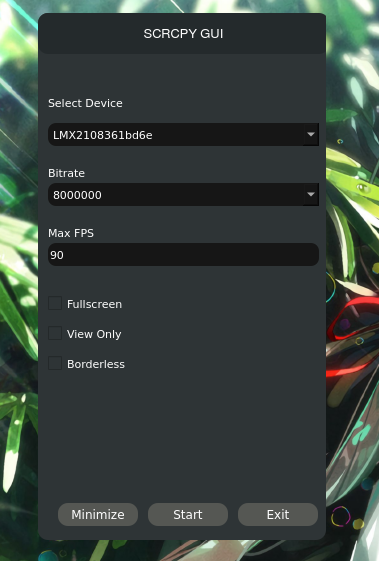 SCRCPY GUI
Select Device
LMX2108361bd6e
Bitrate
8000000
Max FPS
90
Fullscreen
View Only
Borderless
Minimize Start Exit